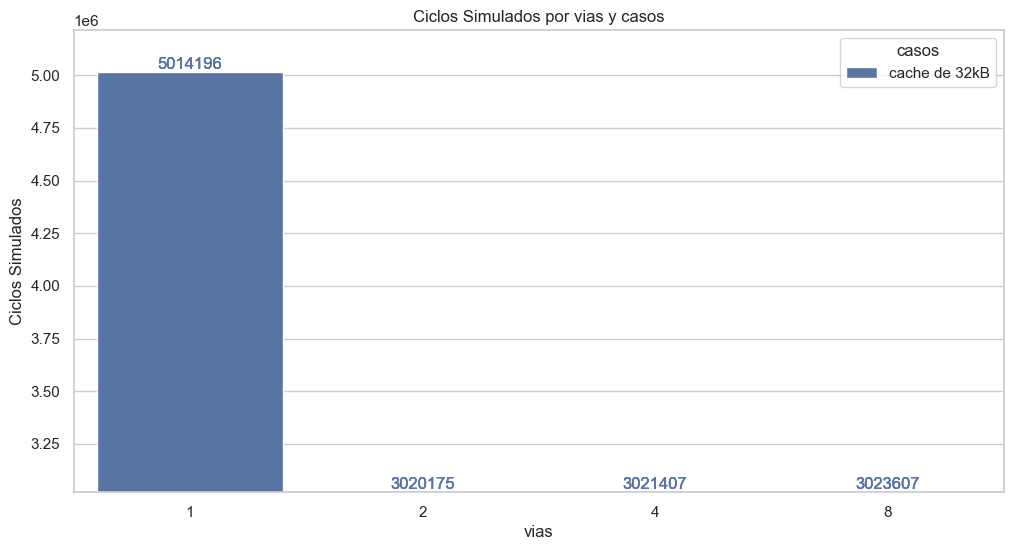 Ciclos Simulados por vias y casos
1e6
casos
cache de 32kB
5014196
5.00
4.75
4.50
4.25
4.00
3.75
3.50
3.25
Ciclos Simulados
3020175
3021407
3023607
1
2
4
8
vias